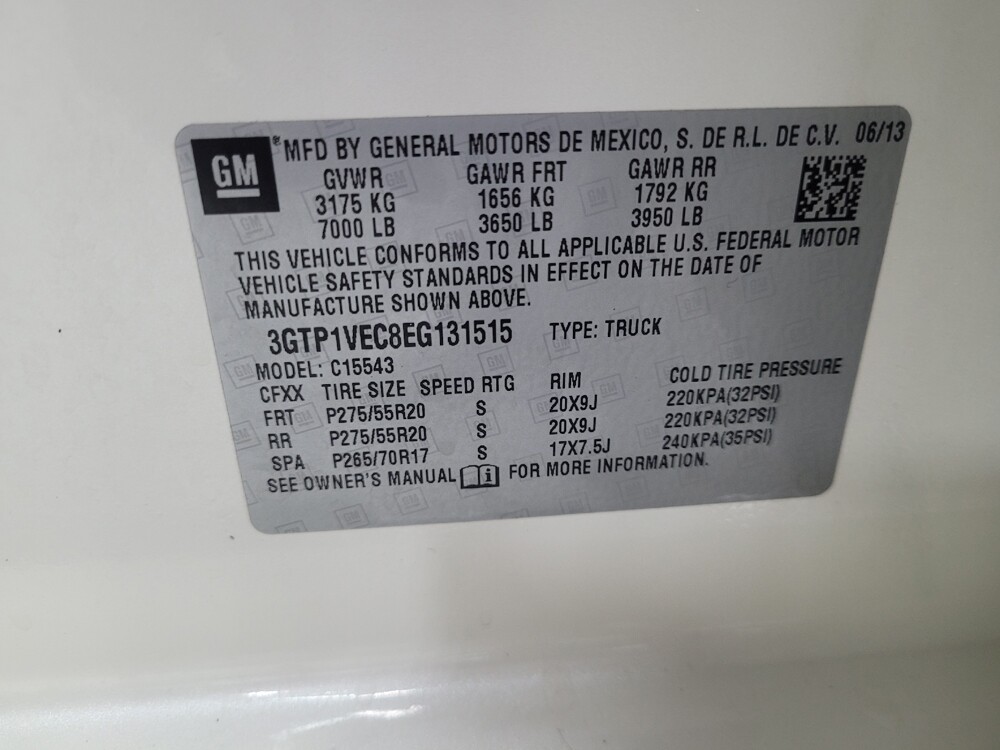 GM ® MFD BY GENERAL MOTORS DE MEXICO, S. DE R.L. DE C.V. 06/13
GVWR GAWR FRT GAWR RR
3175 KG 1656 KG 1792 KG
7000 LB 3650 LB 3950 LB
THIS VEHICLE CONFORMS TO ALL APPLICABLE U.S. FEDERAL MOTOR
VEHICLE SAFETY STANDARDS IN EFFECT ON THE DATE OF
MANUFACTURE SHOWN ABOVE.
3GTP1VEC8EG131515 TYPE: TRUCK
MODEL: C15543
CFXX TIRE SIZE SPEED RTG RIM COLD TIRE PRESSURE
FRT P275/55R20 S 20X9J 220KPA(32PSI)
RR P275/55R20 S 20X9J 220KPA(32PSI)
SPA P265/70R17 S 17X7.5J 240KPA(35PSI)
SEE OWNER'S MANUAL i FOR MORE INFORMATION.